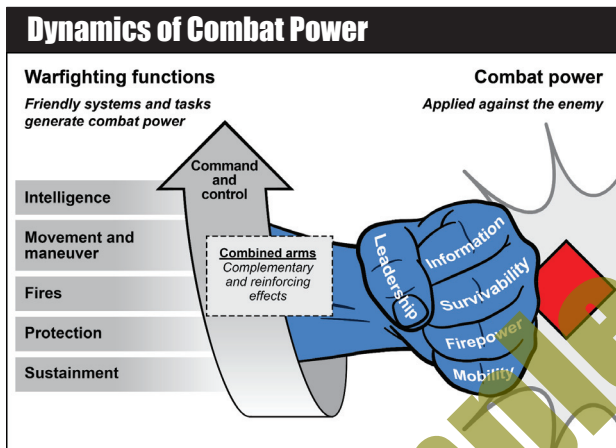 Dynamics of Combat Power
Warfighting functions
Friendly systems and tasks
generate combat power
Combat power
Applied against the enemy
Command
and
control
Intelligence
Movement and
maneuver
Fires
Protection
Sustainment
Combined arms
Complementary
and reinforcing
effects
Leadership
Information
Survivability
Firepower
Mobility